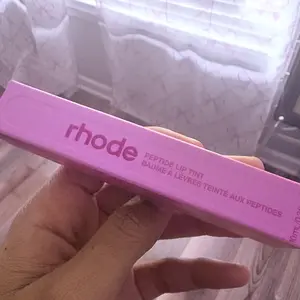 rhode
PEPTIDE LIP TINT
BAUME À LÈVRES TEINTÉ AUX PEPTIDES